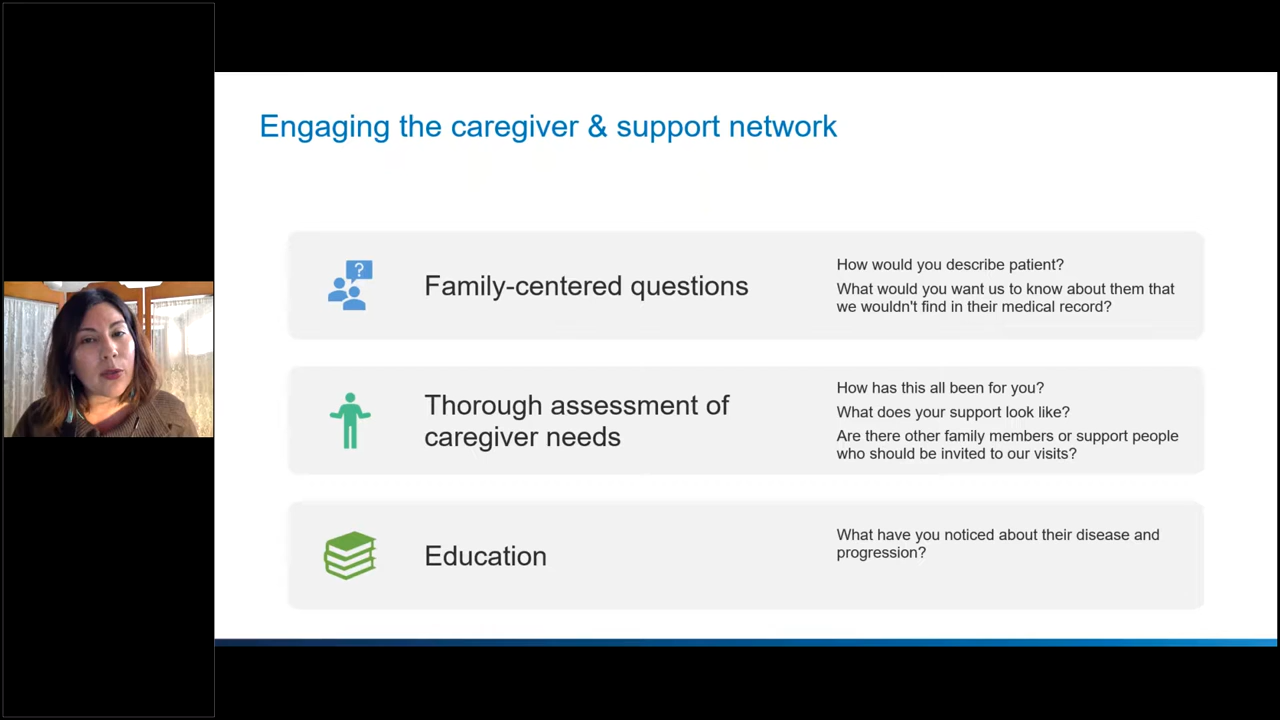 Engaging the caregiver & support network
?
Family-centered questions
How would you describe patient?
What would you want us to know about them that
we wouldn't find in their medical record?
Thorough assessment of
caregiver needs
How has this all been for you?
What does your support look like?
Are there other family members or support people
who should be invited to our visits?
Education
What have you noticed about their disease and
progression?